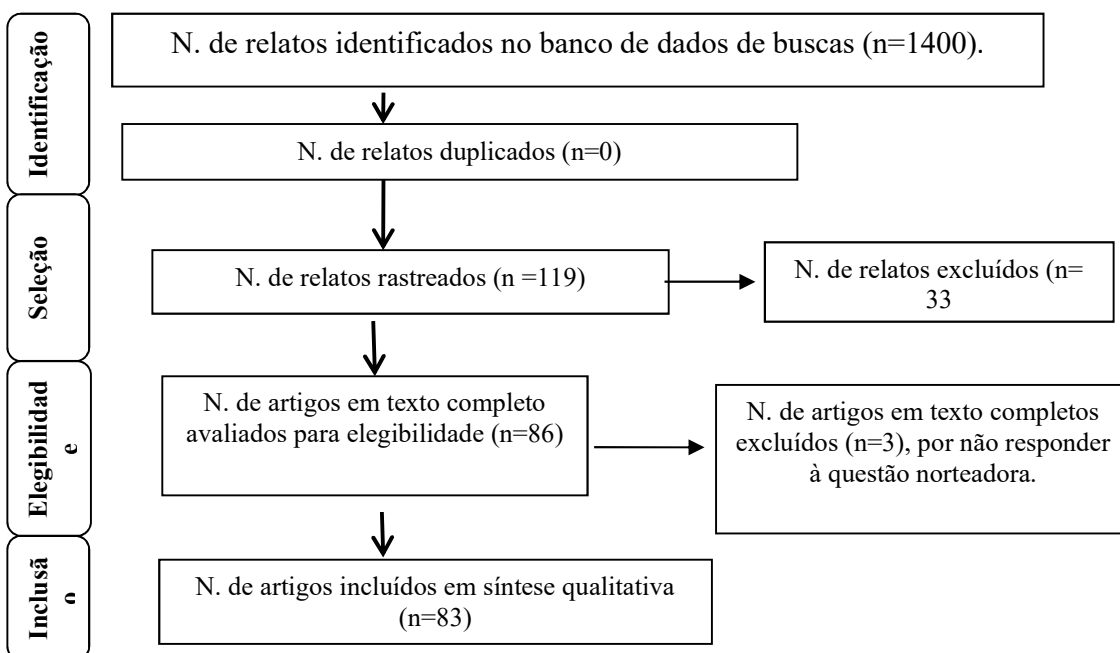 Identificação
N. de relatos identificados no banco de dados de buscas (n=1400).
N. de relatos duplicados (n=0)
Seleção
N. de relatos rastreados (n =119)
N. de relatos excluídos (n=
33
Elegibilidad
e
N. de artigos em texto completo
avaliados para elegibilidade (n=86)
N. de artigos em texto completos
excluídos (n=3), por não responder
à questão norteadora.
Inclusã
o
N. de artigos incluídos em síntese qualitativa
(n=83)